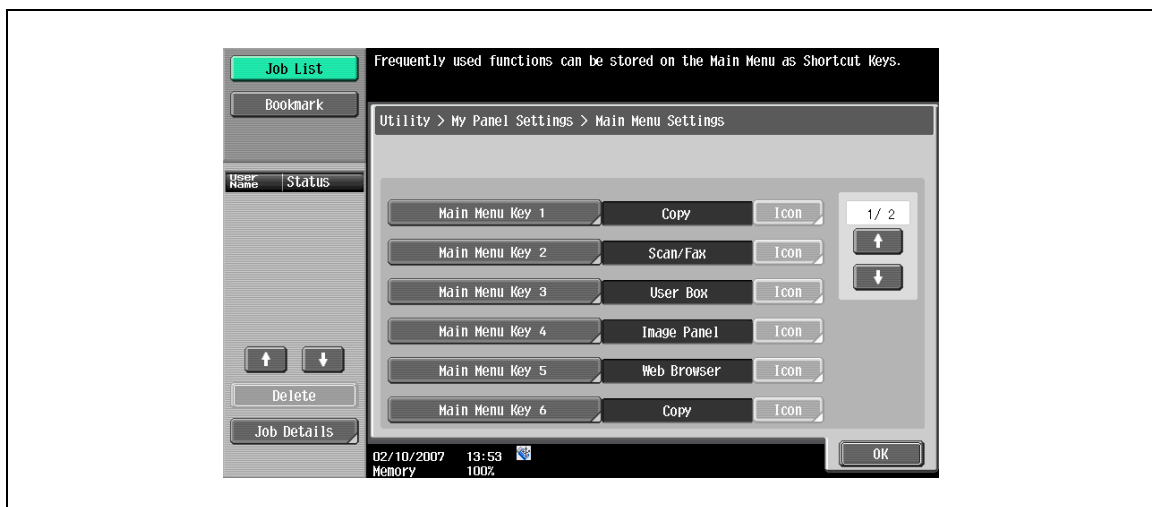 Job List
Bookmark
User Name Status
Delete
Job Details
Frequently used functions can be stored on the Main Menu as Shortcut Keys.
Utility > My Panel Settings > Main Menu Settings
Main Menu Key 1 Copy Icon
Main Menu Key 2 Scan/Fax Icon
Main Menu Key 3 User Box Icon
Main Menu Key 4 Image Panel Icon
Main Menu Key 5 Web Browser Icon
Main Menu Key 6 Copy Icon
1/ 2
02/10/2007 13:53
Memory 100%
OK